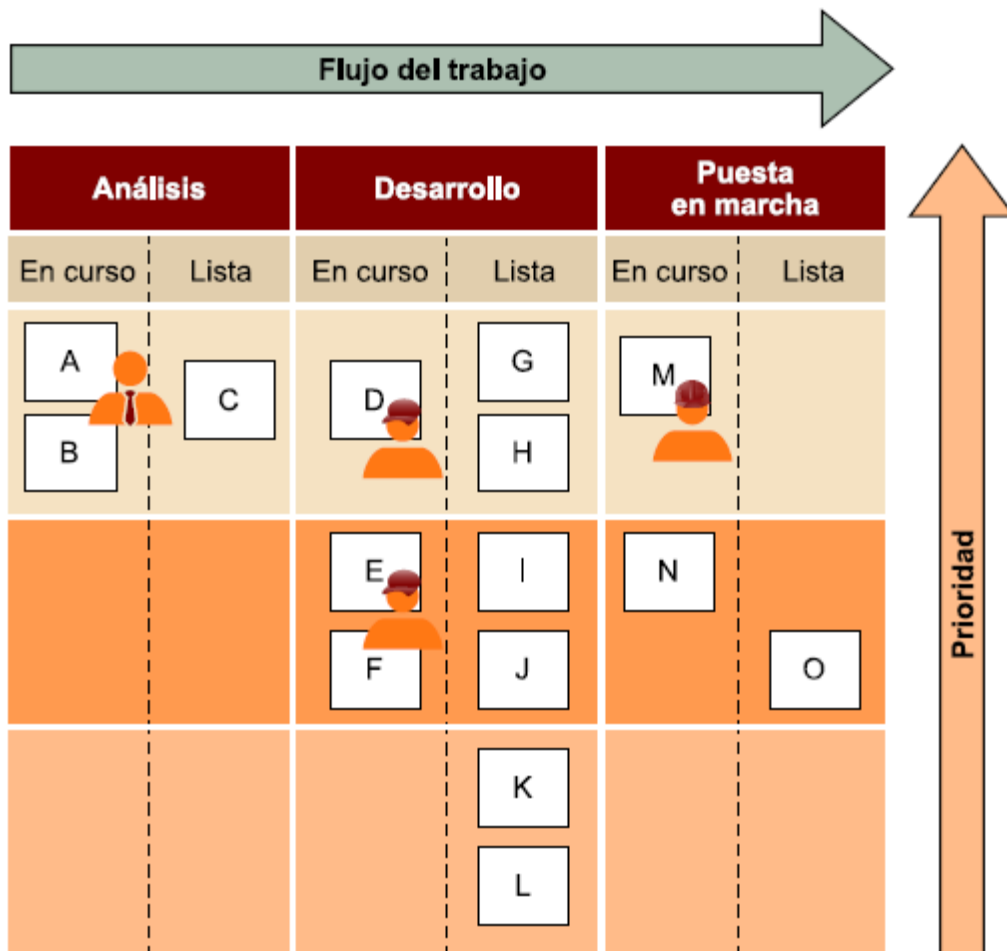 Flujo del trabajo
Análisis
Desarrollo
Puesta
en marcha
En curso
Lista
En curso
Lista
En curso
Lista
A
B
C
D
G
H
M
E
F
I
J
N
O
K
L
Prioridad